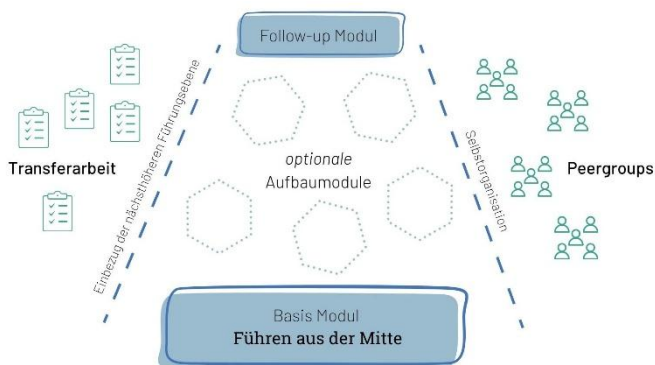 Follow-up Modul
Einbezug der nächsthöheren Führungsebene
Selbstorganisation
Transferarbeit
optionale
Aufbaumodule
Peergroups
Basis Modul
Führen aus der Mitte